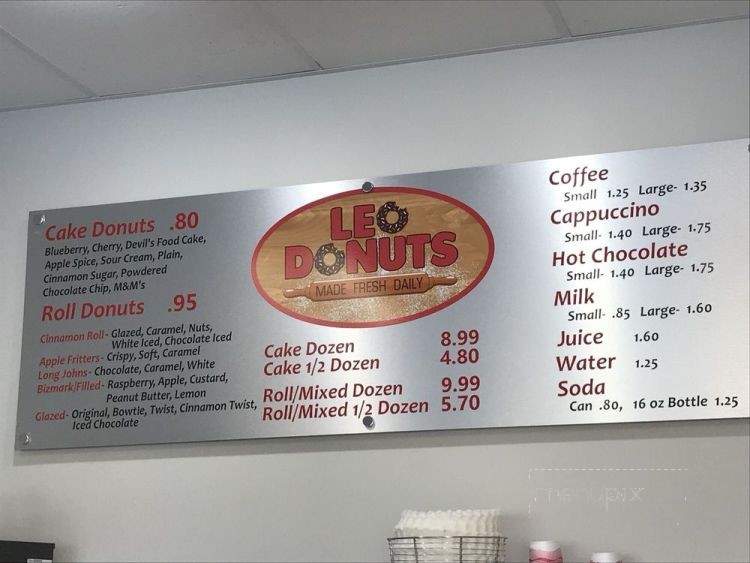 Cake Donuts .80
Blueberry, Cherry, Devil's Food Cake,
Apple Spice, Sour Cream, Plain,
Cinnamon Sugar, Powdered
Chocolate Chip, M&M's
Roll Donuts .95
Cinnamon Roll- Glazed, Caramel, Nuts,
White Iced, Chocolate Iced
Apple Fritters- Crispy, Soft, Caramel
Long Johns- Chocolate, Caramel, White
Bizmark/Filled- Raspberry, Apple, Custard,
Peanut Butter, Lemon
Glazed- Original, Bowtie, Twist, Cinnamon Twist,
Iced Chocolate
LEO
DONUTS
MADE FRESH DAILY
Cake Dozen 8.99
Cake 1/2 Dozen 4.80
Roll/Mixed Dozen 9.99
Roll/Mixed 1/2 Dozen 5.70
Coffee
Small 1.25 Large- 1.35
Cappuccino
Small- 1.40 Large- 1.75
Hot Chocolate
Small- 1.40 Large- 1.75
Milk
Small- .85 Large- 1.60
Juice 1.60
Water 1.25
Soda
Can .80, 16 oz Bottle 1.25
menupix